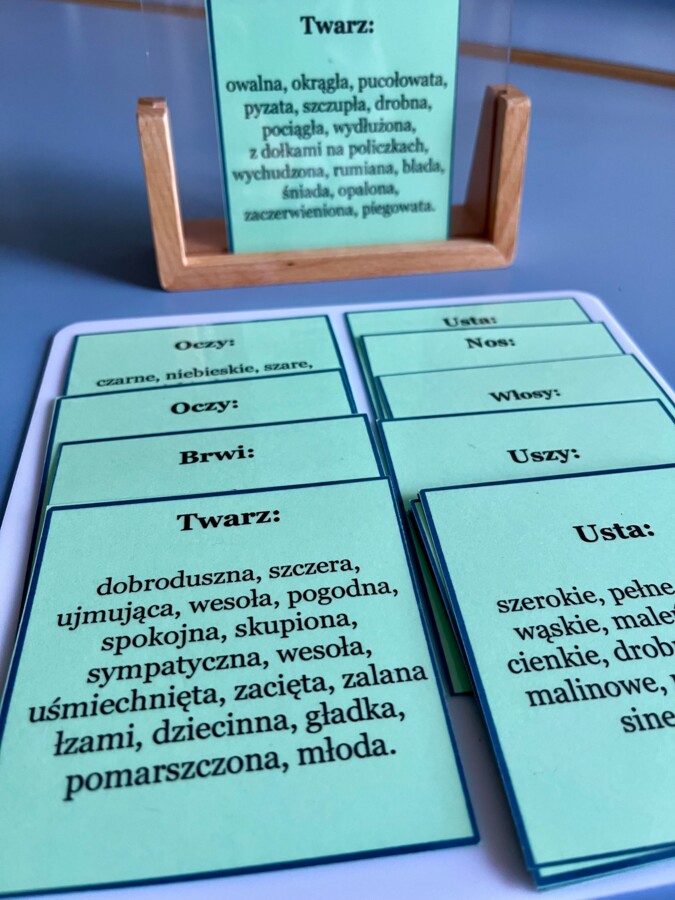 Twarz:
owalna, okrągła, pucołowata,
pyzata, szczupła, drobna,
pociągła, wydłużona,
z dołkami na policzkach,
wychudzona, rumiana, blada,
śniada, opalona,
zaczerwieniona, piegowata.
Oczy:
czarne, niebieskie, szare,
Oczy:
Brwi:
Twarz:
dobroduszna, szczera,
ujmująca, wesoła, pogodna,
spokojna, skupiona,
sympatyczna, wesoła,
uśmiechnięta, zacięta, zalana
łzami, dziecinna, gładka,
pomarszczona, młoda.
Usta:
Nos:
Włosy:
Uszy:
Usta:
szerokie, pełne
wąskie,
cienkie,
malinowe,
sine